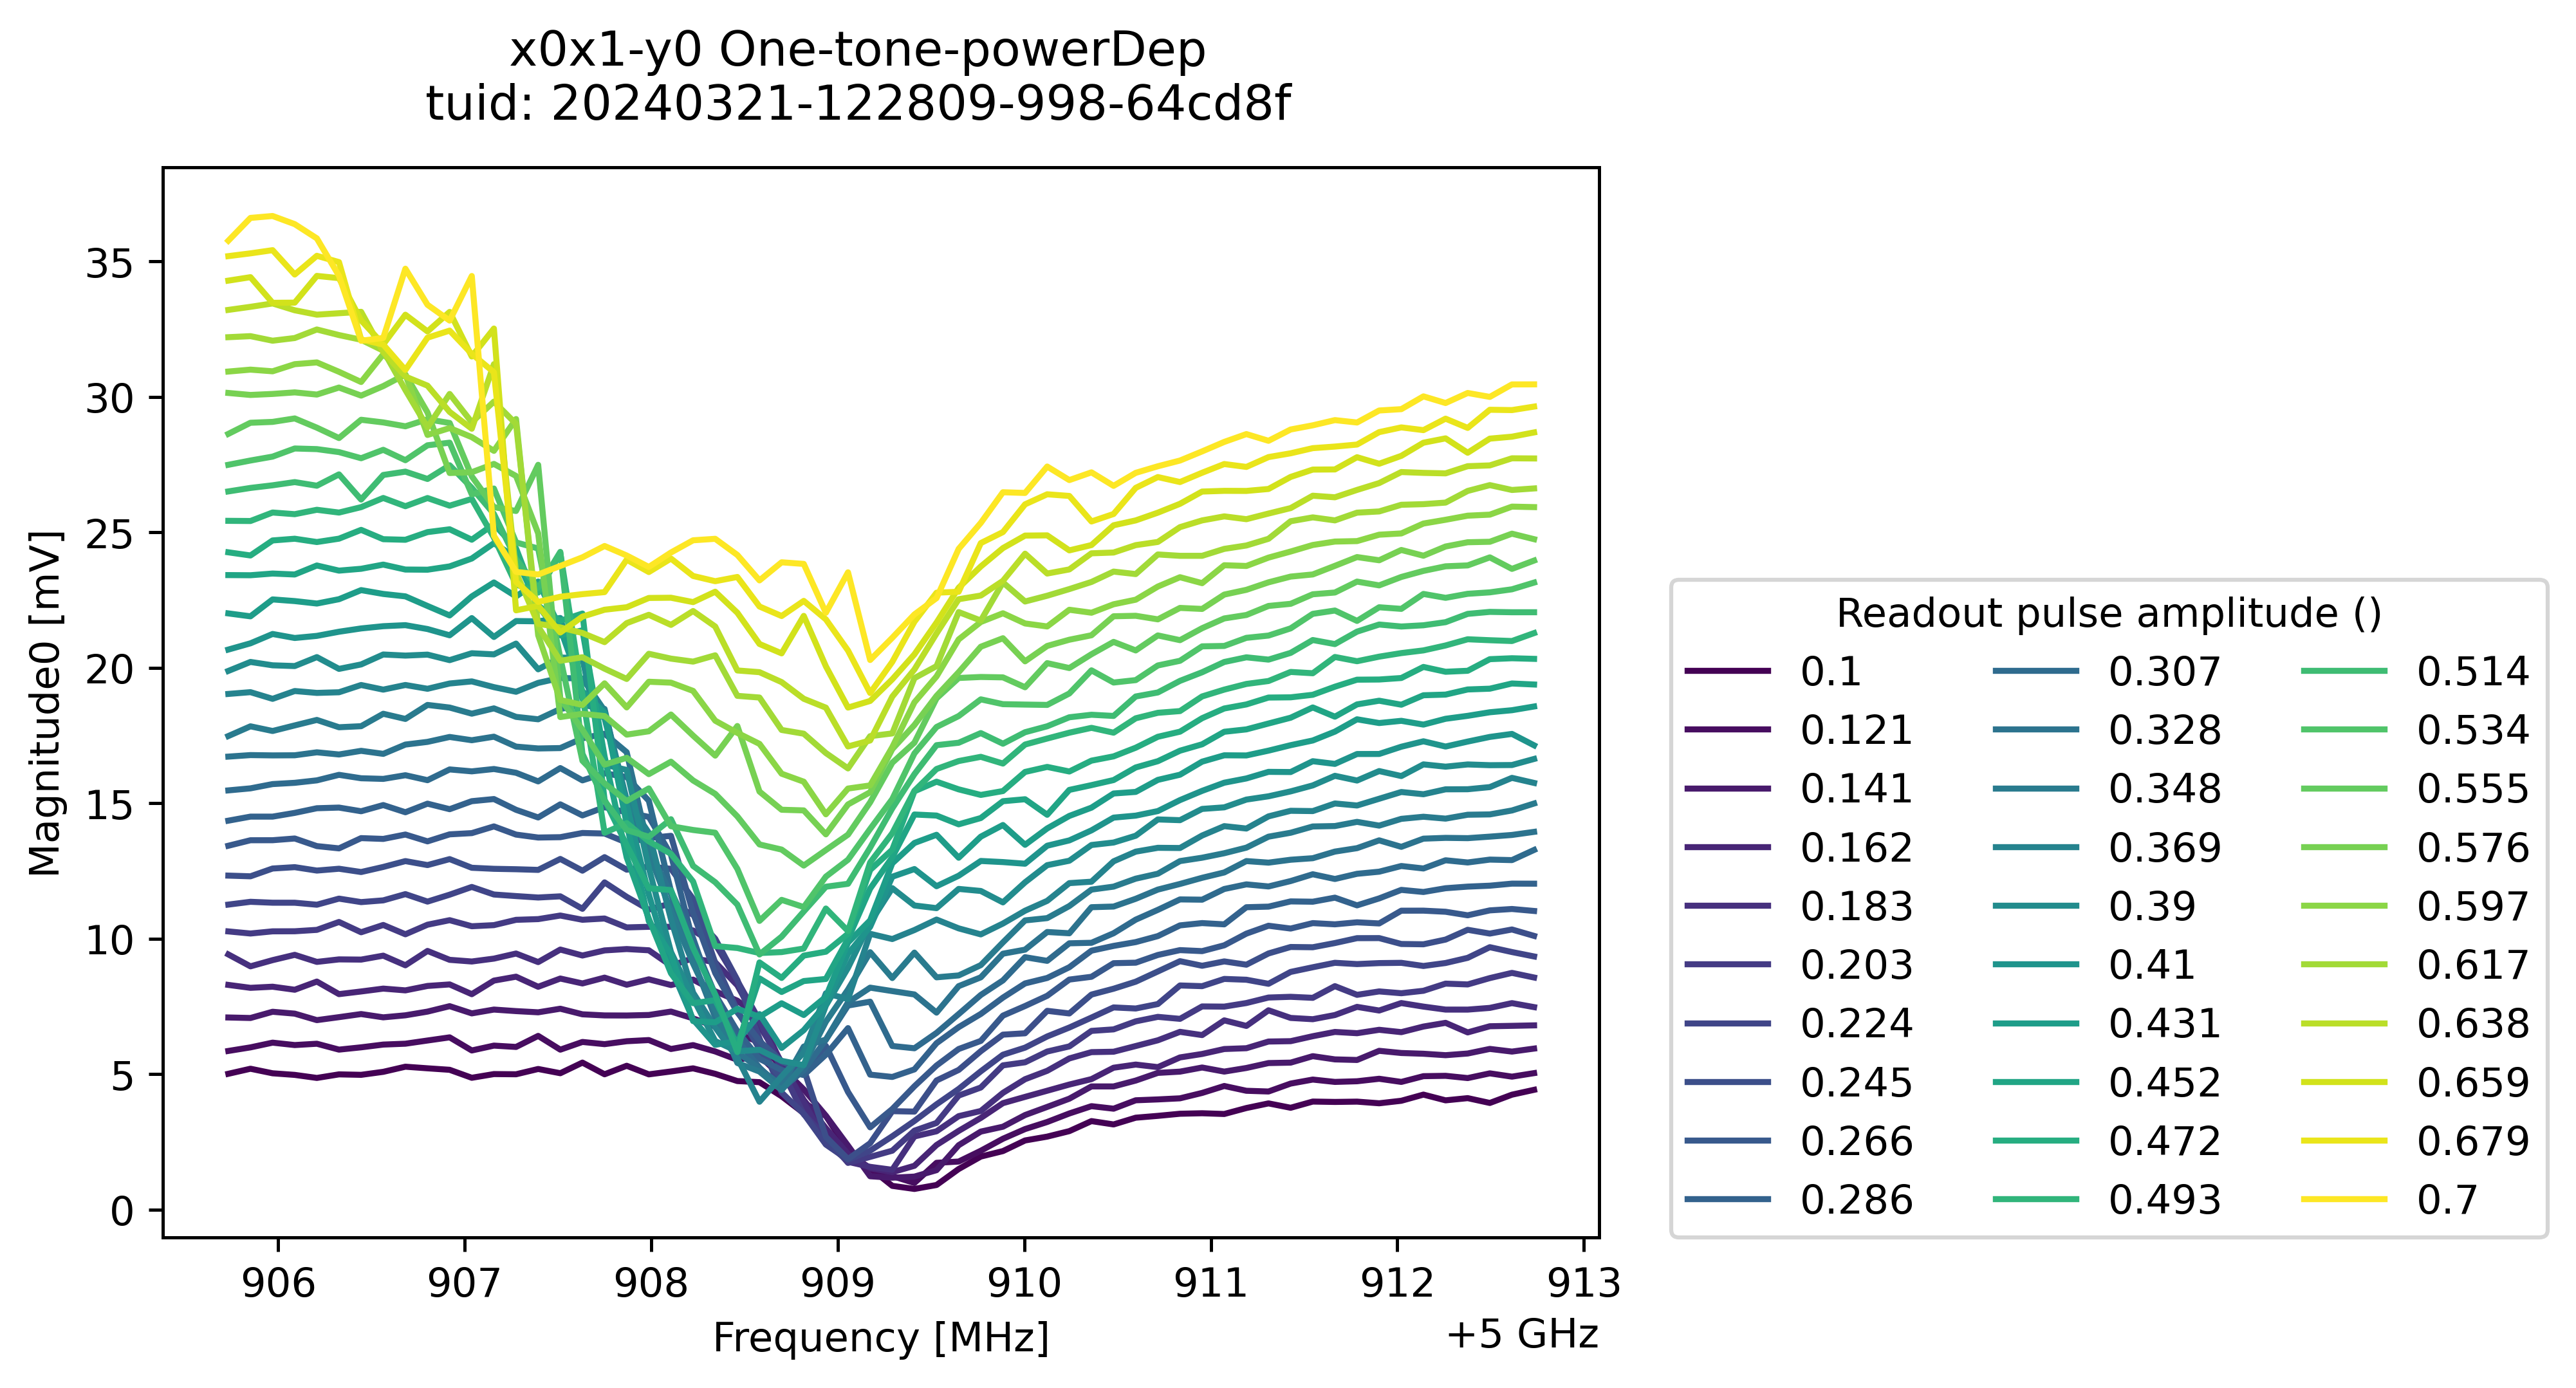 x0x1-y0 One-tone-powerDep
tuid: 20240321-122809-998-64cd8f
Magnitude0 [mV]
35
30
25
20
15
10
5
0
906 907 908 909 910 911 912 913
Frequency [MHz]
+5 GHz
Readout pulse amplitude ()
0.1 0.307 0.514
0.121 0.328 0.534
0.141 0.348 0.555
0.162 0.369 0.576
0.183 0.39 0.597
0.203 0.41 0.617
0.224 0.431 0.638
0.245 0.452 0.659
0.266 0.472 0.679
0.286 0.493 0.7